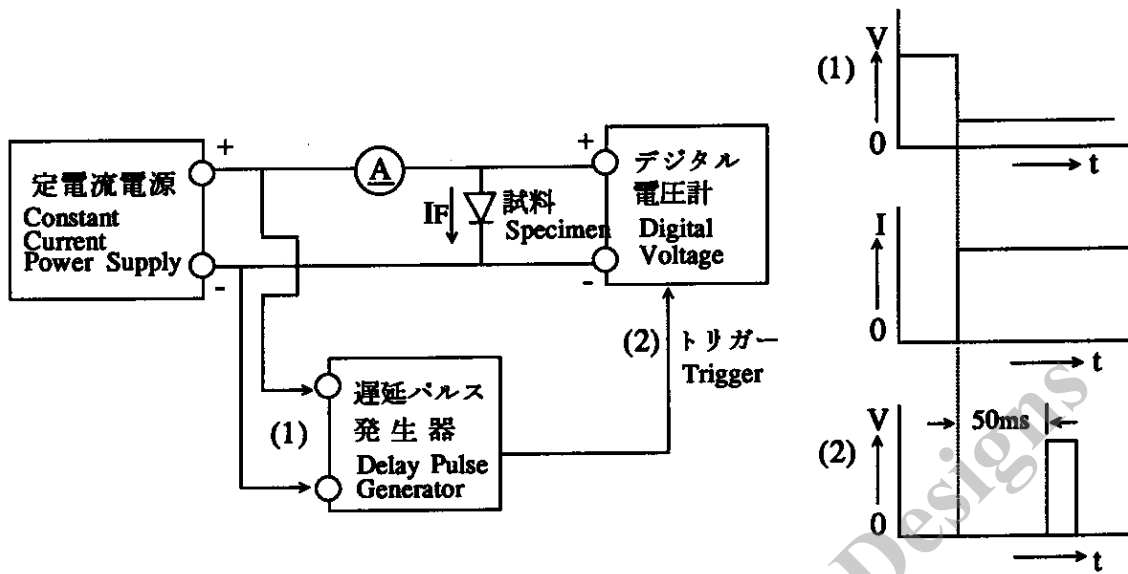 定電流電源
Constant
Current
Power Supply
+
-
A
IF
試料
Specimen
+
-
デジタル
電圧計
Digital
Voltage
(2)
トリガー
Trigger
(1)
遅延パルス
発生器
Delay Pulse
Generator
(1)
V
0
t
I
0
t
(2)
V
50ms
0
t
Designs